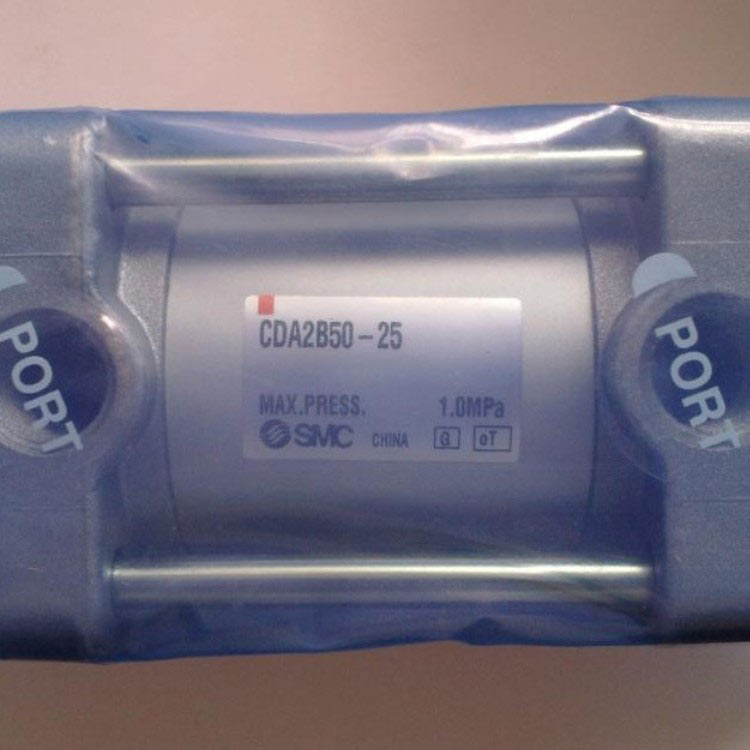 CDA2B50-25
MAX.PRESS. 1.0MPa
SMC CHINA G oT
PORT
PORT